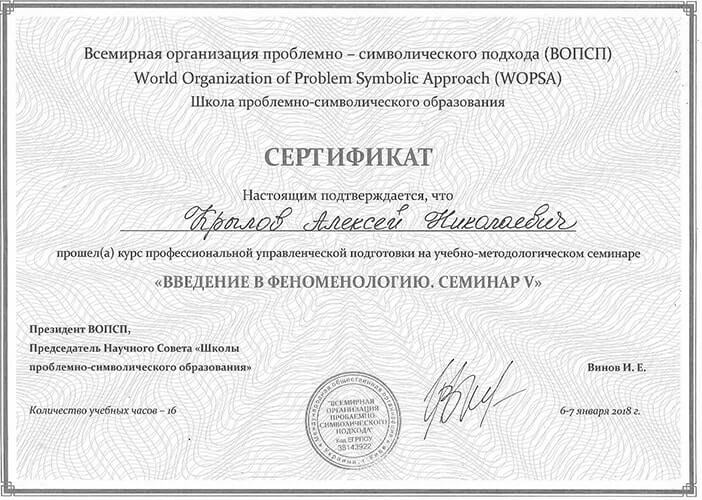 Всемирная организация проблемно – символического подхода (ВОПСП)
World Organization of Problem Symbolic Approach (WOPSA)
Школа проблемно-символического образования
СЕРТИФИКАТ
Настоящим подтверждается, что
Крылов Алексей Николаевич
прошел(а) курс профессиональной управленческой подготовки на учебно-методологическом семинаре
«ВВЕДЕНИЕ В ФЕНОМЕНОЛОГИЮ. СЕМИНАР V»
Президент ВОПСП,
Председатель Научного Совета «Школы
проблемно-символического образования»
Винов И. Е.
Количество учебных часов – 16
6-7 января 2018 г.
"ВСЕМИРНАЯ
ОРГАНИЗАЦИЯ
ПРОБЛЕМНО-
СИМВОЛИЧЕСКОГО
ПОДХОДА"
Код ЕГРПОУ
38143922